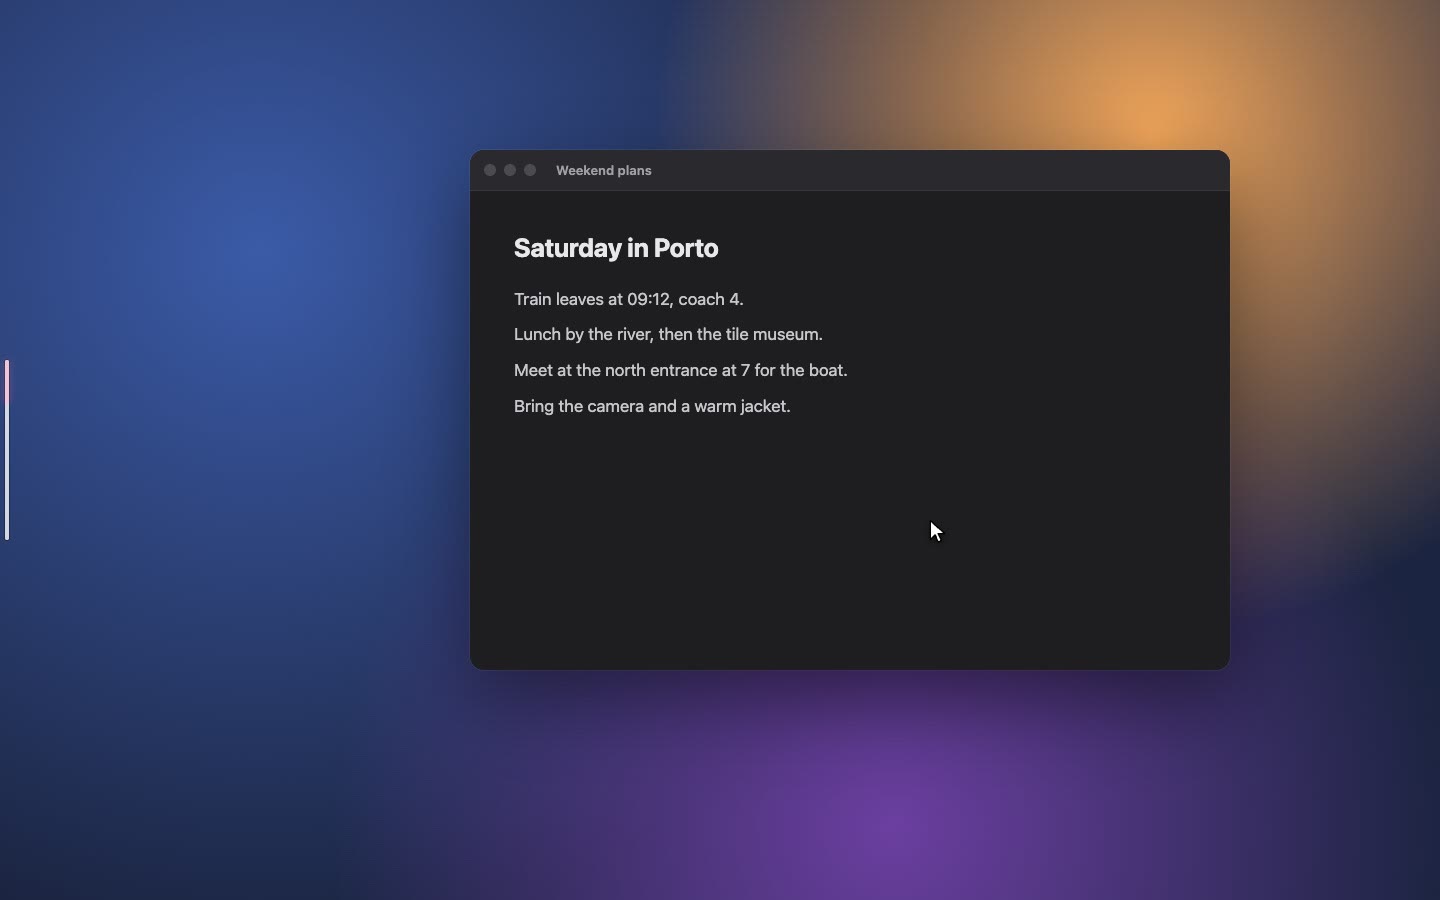 Weekend plans
Saturday in Porto
Train leaves at 09:12, coach 4.
Lunch by the river, then the tile museum.
Meet at the north entrance at 7 for the boat.
Bring the camera and a warm jacket.